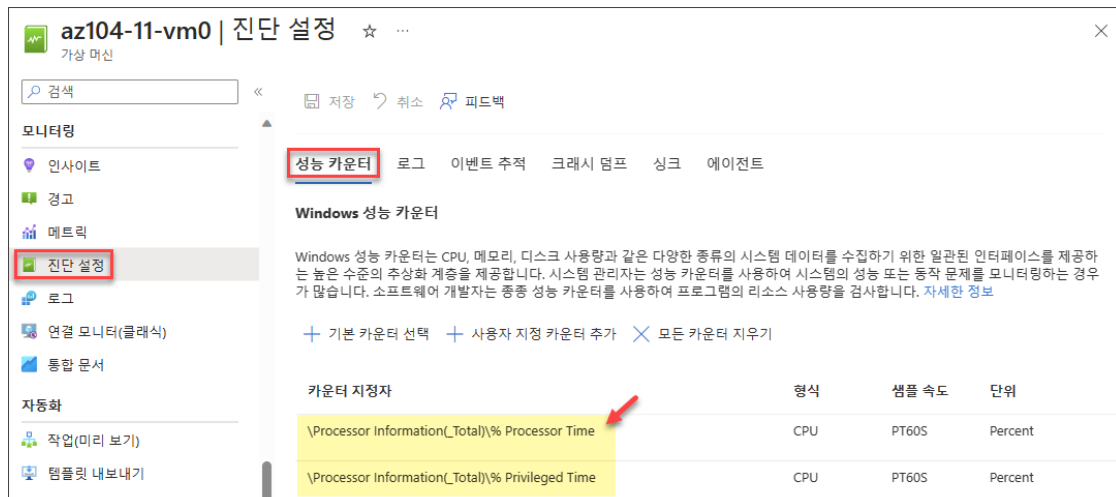 az104-11-vm0 | 진단 설정
가상 머신
검색
저장 취소 피드백
모니터링
인사이트
경고
메트릭
진단 설정
로그
연결 모니터(클래식)
통합 문서
자동화
작업(미리 보기)
템플릿 내보내기
성능 카운터 로그 이벤트 추적 크래시 덤프 싱크 에이전트
Windows 성능 카운터
Windows 성능 카운터는 CPU, 메모리, 디스크 사용량과 같은 다양한 종류의 시스템 데이터를 수집하기 위한 일관된 인터페이스를 제공하
는 높은 수준의 추상화 계층을 제공합니다. 시스템 관리자는 성능 카운터를 사용하여 시스템의 성능 또는 동작 문제를 모니터링하는 경우
가 많습니다. 소프트웨어 개발자는 종종 성능 카운터를 사용하여 프로그램의 리소스 사용량을 검사합니다. 자세한 정보
기본 카운터 선택 사용자 지정 카운터 추가 모든 카운터 지우기
카운터 지정자 형식 샘플 속도 단위
\Processor Information(_Total)\% Processor Time CPU PT60S Percent
\Processor Information(_Total)\% Privileged Time CPU PT60S Percent